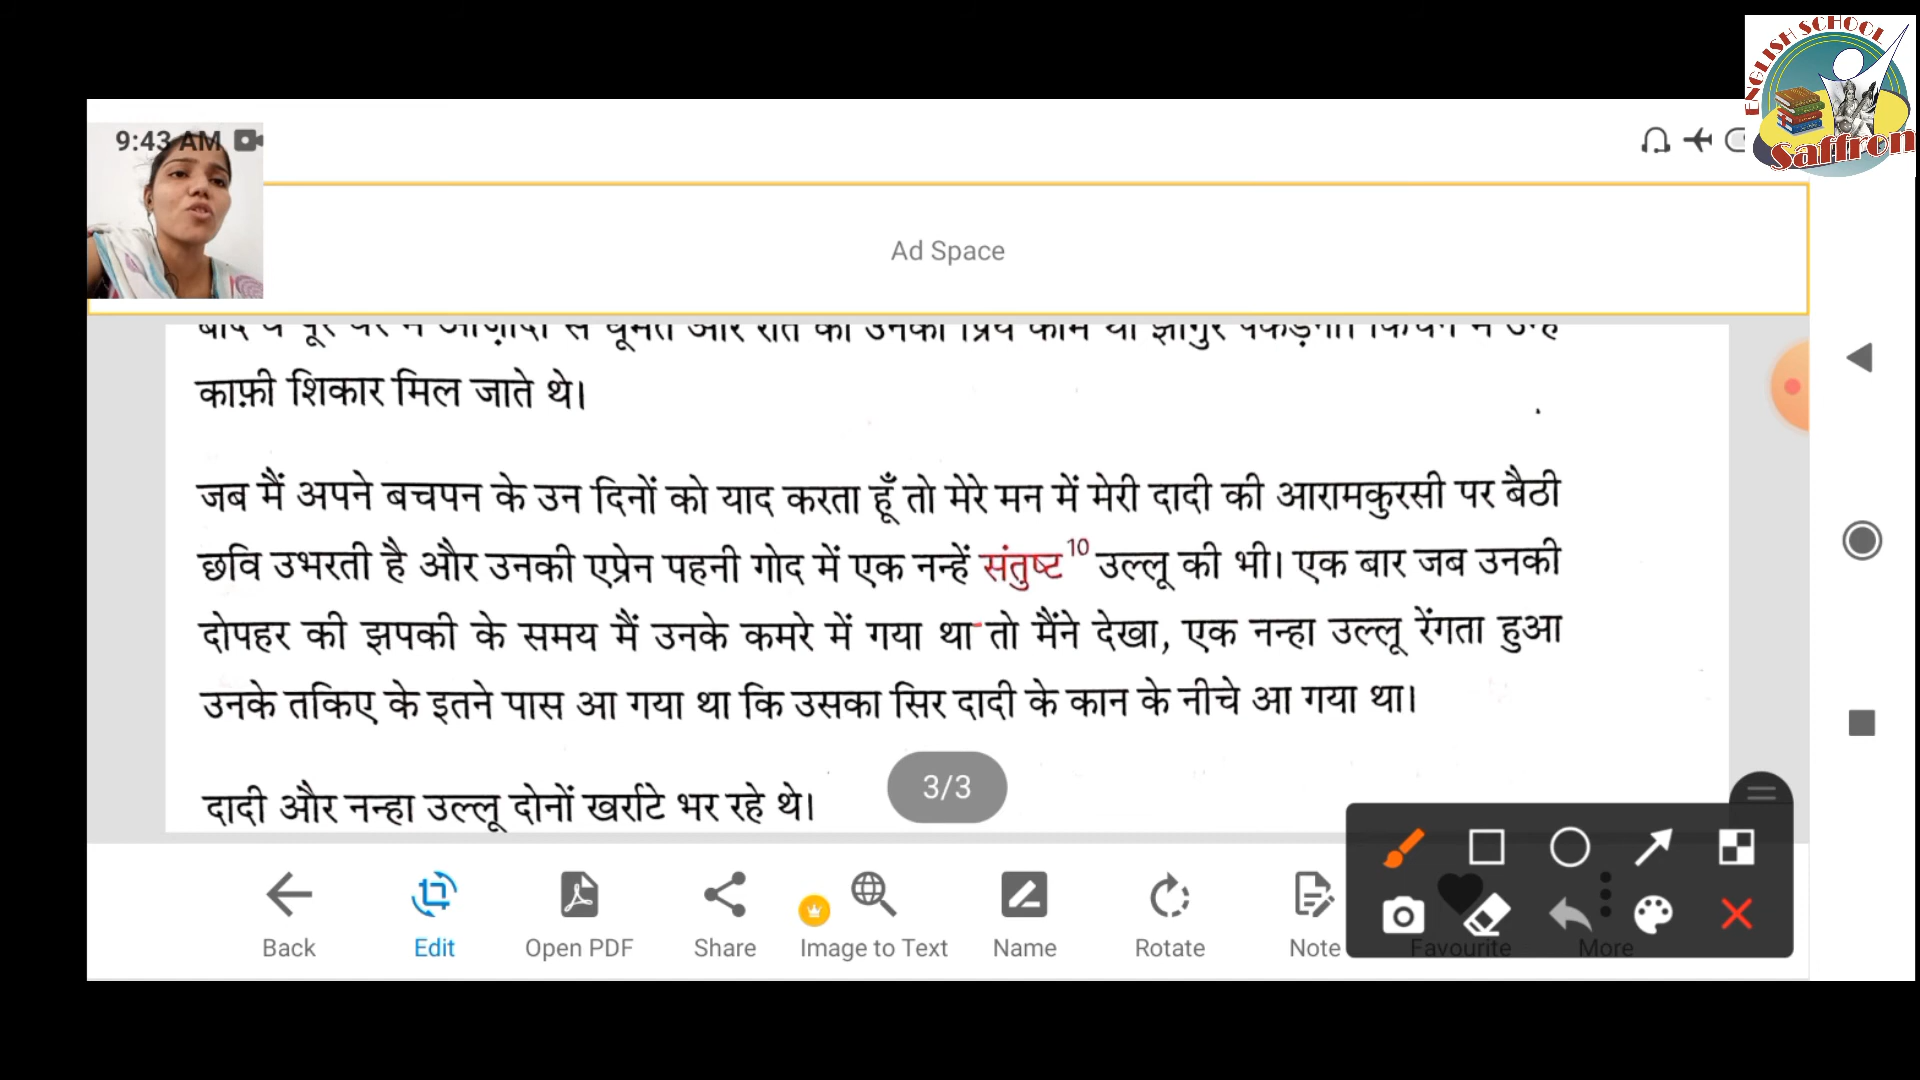 ENGLISH SCHOOL
Saffron
9:43 AM
Ad Space
काफ़ी शिकार मिल जाते थे।
जब मैं अपने बचपन के उन दिनों को याद करता हूँ तो मेरे मन में मेरी दादी की आरामकुरसी पर बैठी
छवि उभरती है और उनकी एप्रेन पहनी गोद में एक नन्हें संतुष्ट10 उल्लू की भी। एक बार जब उनकी
दोपहर की झपकी के समय मैं उनके कमरे में गया था तो मैंने देखा, एक नन्हा उल्लू रेंगता हुआ
उनके तकिए के इतने पास आ गया था कि उसका सिर दादी के कान के नीचे आ गया था।
दादी और नन्हा उल्लू दोनों खर्राटे भर रहे थे।
3/3
Back Edit Open PDF Share Image to Text Name Rotate Note Favourite More